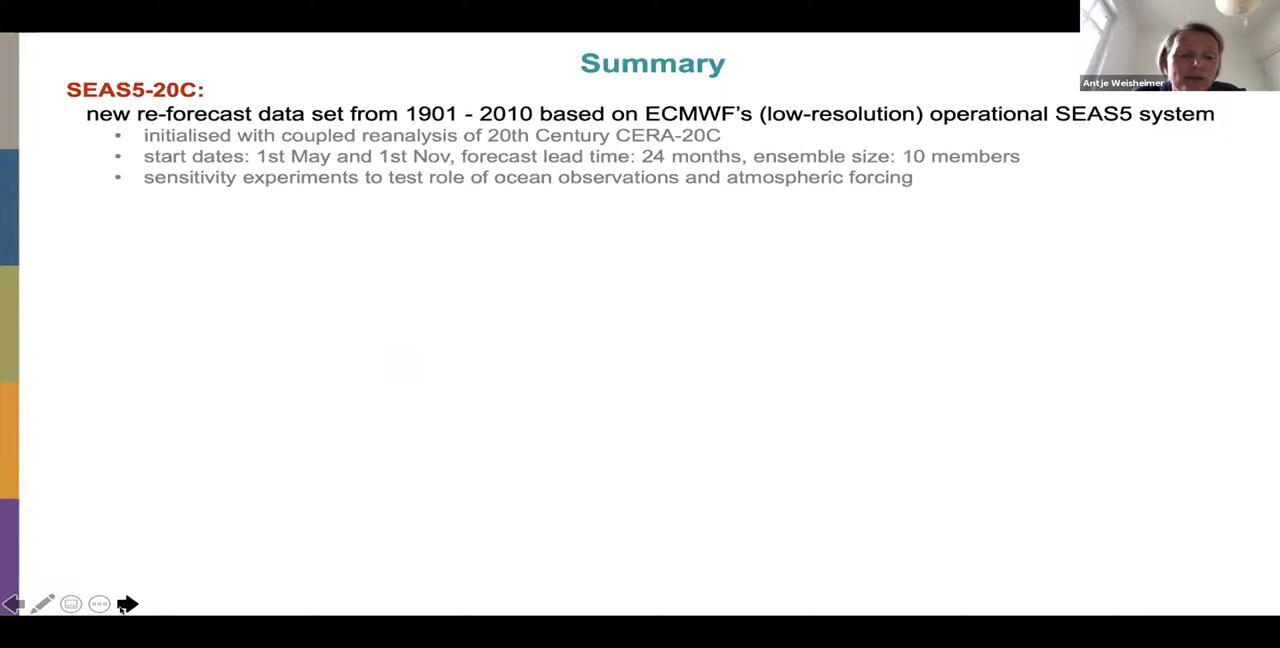 Summary
Antje Weisheimer
SEAS5-20C:
new re-forecast data set from 1901 - 2010 based on ECMWF's (low-resolution) operational SEAS5 system
• initialised with coupled reanalysis of 20th Century CERA-20C
• start dates: 1st May and 1st Nov, forecast lead time: 24 months, ensemble size: 10 members
• sensitivity experiments to test role of ocean observations and atmospheric forcing